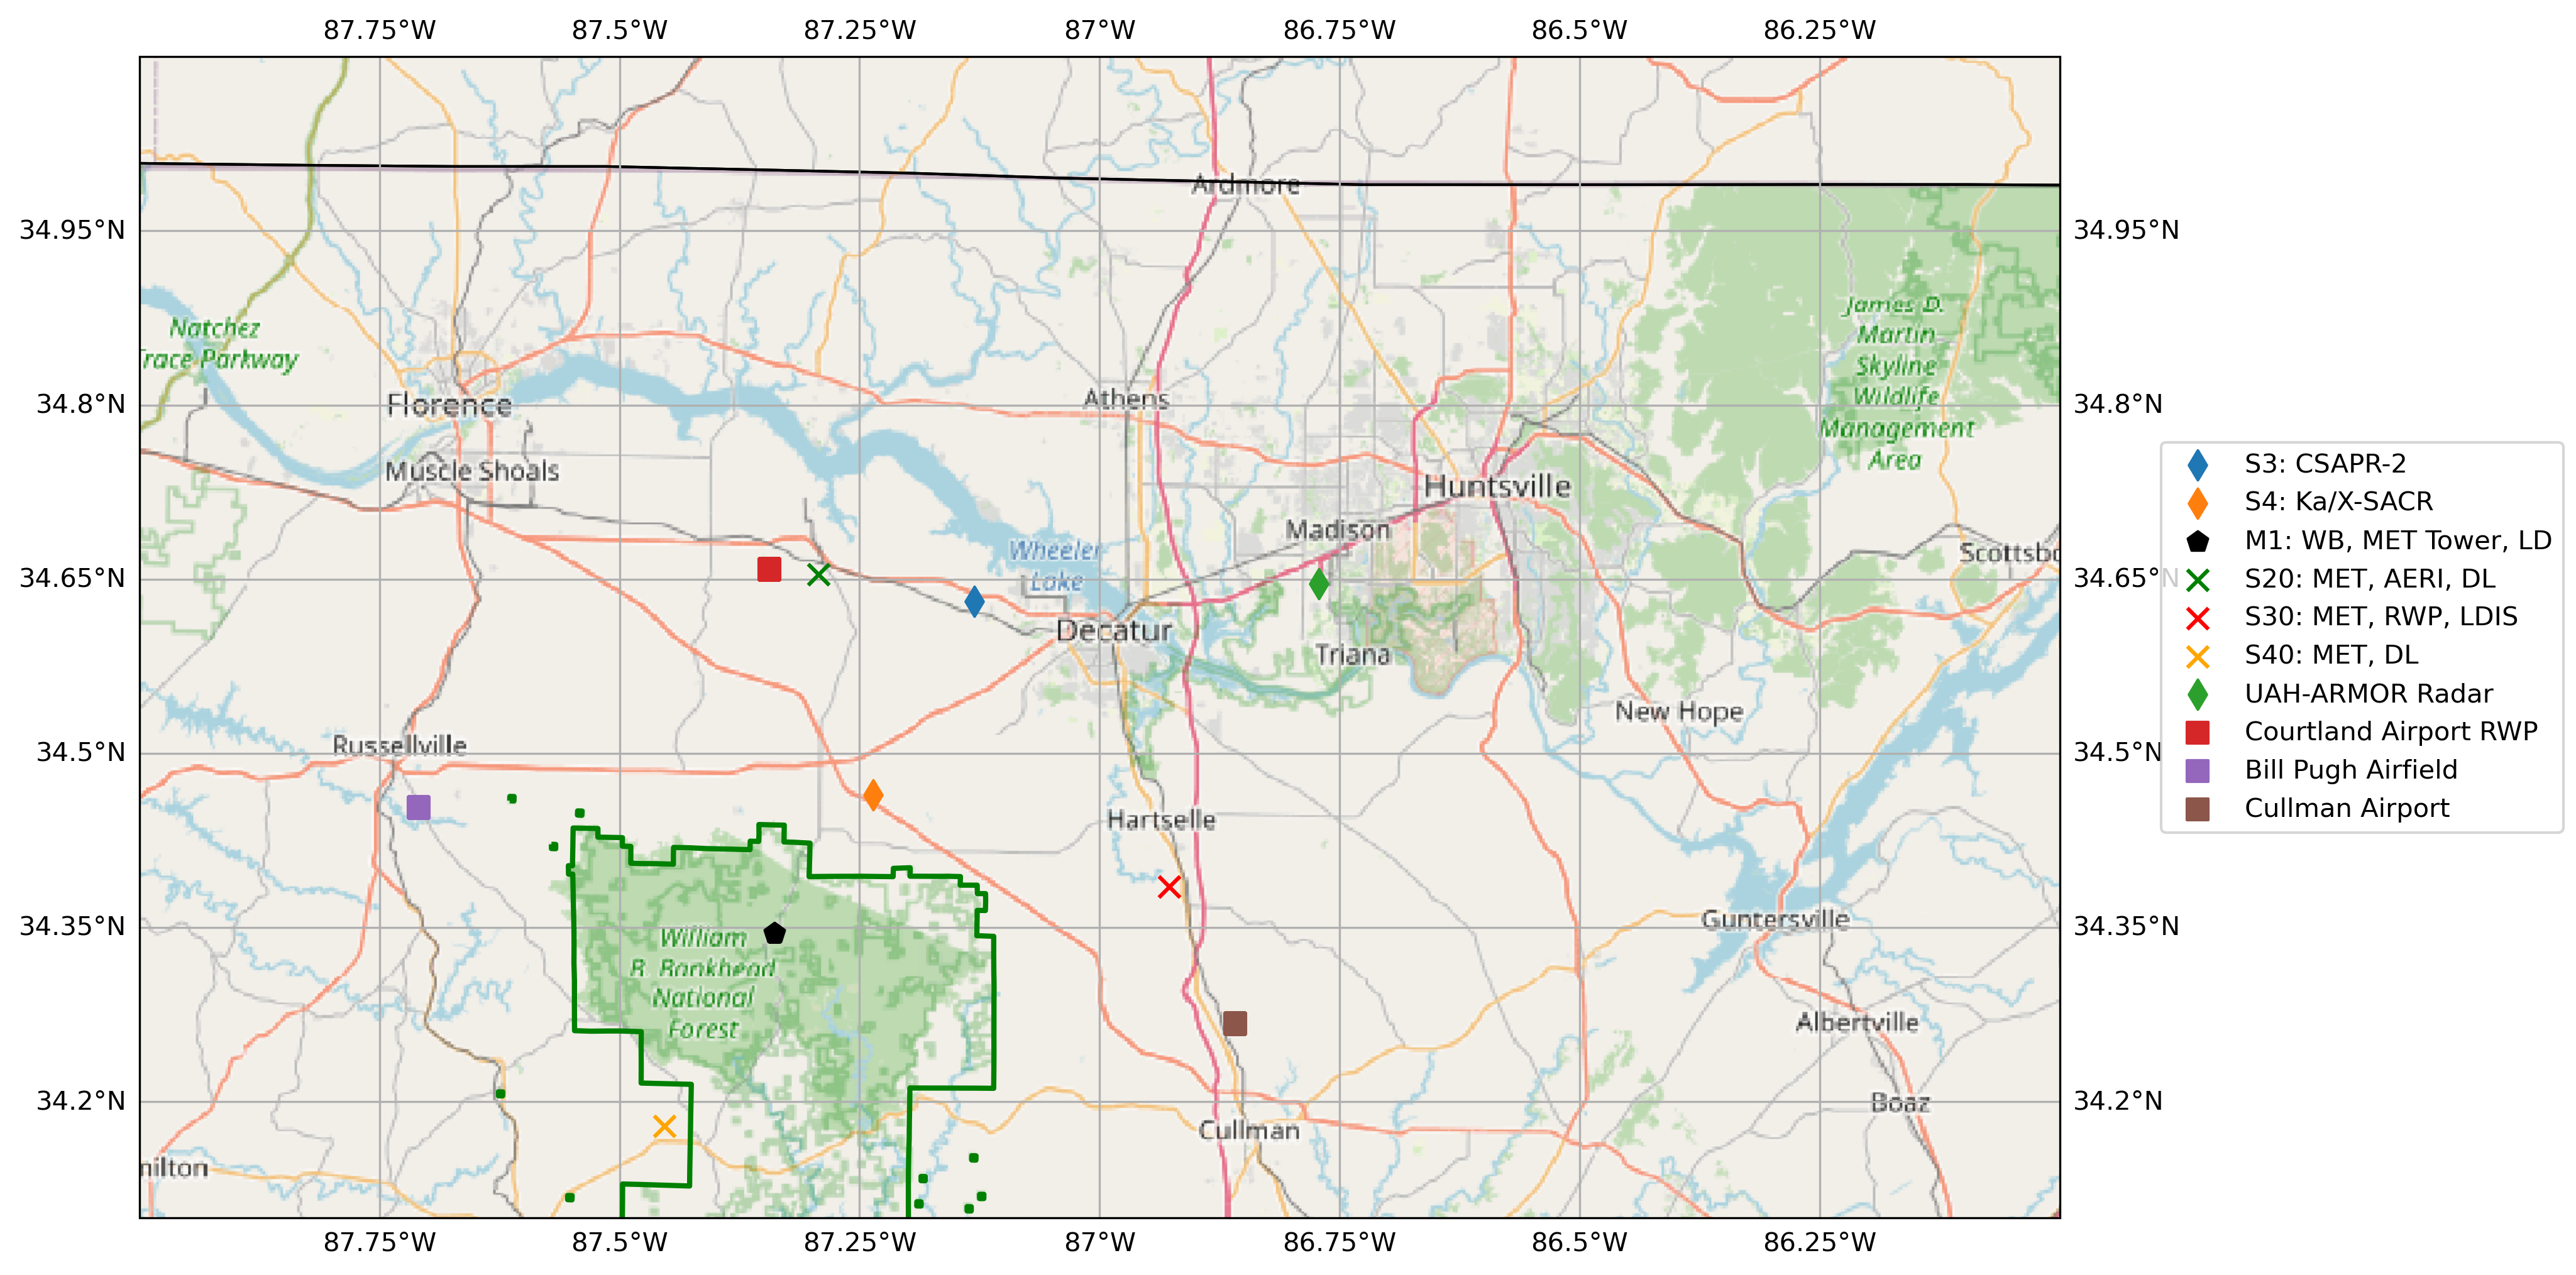 87.75°W 87.5°W 87.25°W 87°W 86.75°W 86.5°W 86.25°W
Ardmore
34.95°N 34.95°N
James D.
Martin
Skyline
Wildlife
Management
Area
Natchez
Trace Parkway
34.8°N 34.8°N
Florence
Athens
Muscle Shoals
Huntsville
Madison
Wheeler
Lake
Scottsbo
34.65°N 34.65°N
Decatur
Triana
New Hope
Russellville
34.5°N 34.5°N
Hartselle
34.35°N 34.35°N
Guntersville
William
B. Bankhead
National
Forest
Albertville
34.2°N 34.2°N
Boaz
Cullman
milton
87.75°W 87.5°W 87.25°W 87°W 86.75°W 86.5°W 86.25°W
S3: CSAPR-2
S4: Ka/X-SACR
M1: WB, MET Tower, LD
S20: MET, AERI, DL
S30: MET, RWP, LDIS
S40: MET, DL
UAH-ARMOR Radar
Courtland Airport RWP
Bill Pugh Airfield
Cullman Airport